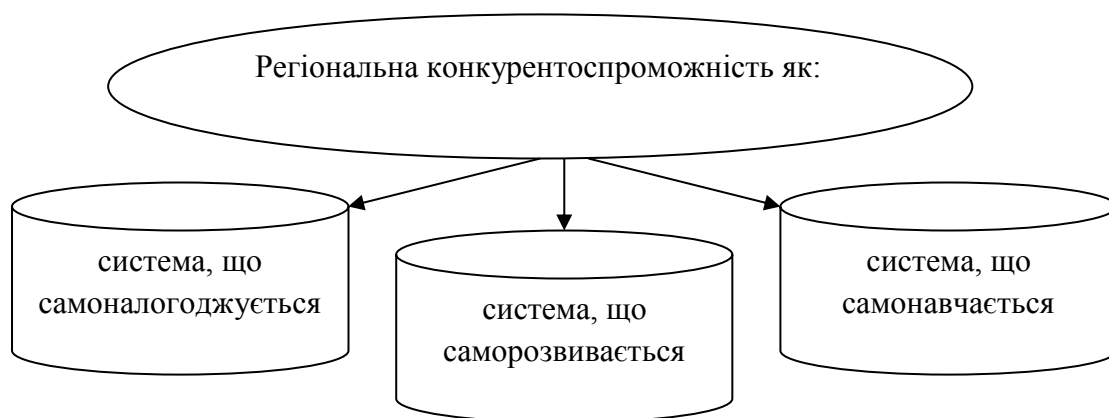 Регіональна конкурентоспроможність як:
система, що
самоналогоджується
система, що
саморозвивається
система, що
самонавчається